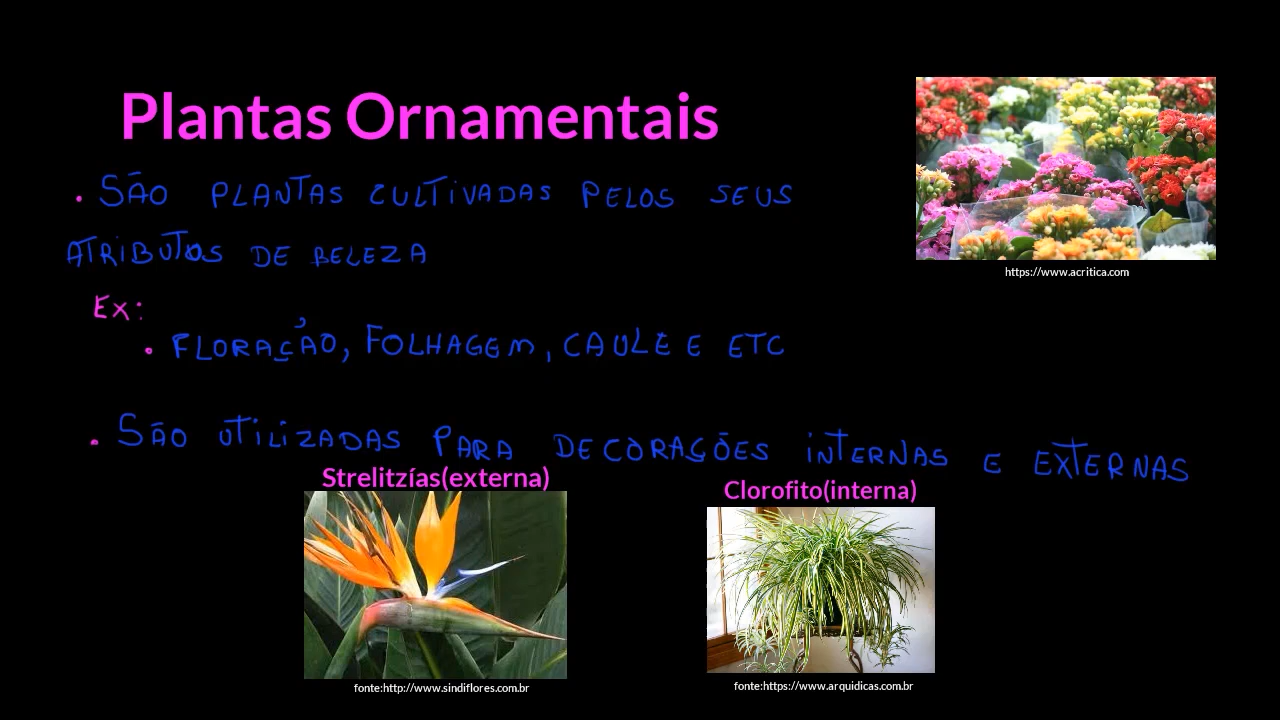 Plantas Ornamentais
• SÃO PLANTAS CULTIVADAS PELOS SEUS
ATRIBUTOS DE BELEZA
https://www.acritica.com
Ex:
• FLORAÇÃO, FOLHAGEM, CAULE E ETC
• SÃO UTILIZADAS PARA DECORAÇÕES INTERNAS E EXTERNAS
Strelitzías(externa)
Clorofito(interna)
fonte:http://www.sindiflores.com.br
fonte:https://www.arquidicas.com.br